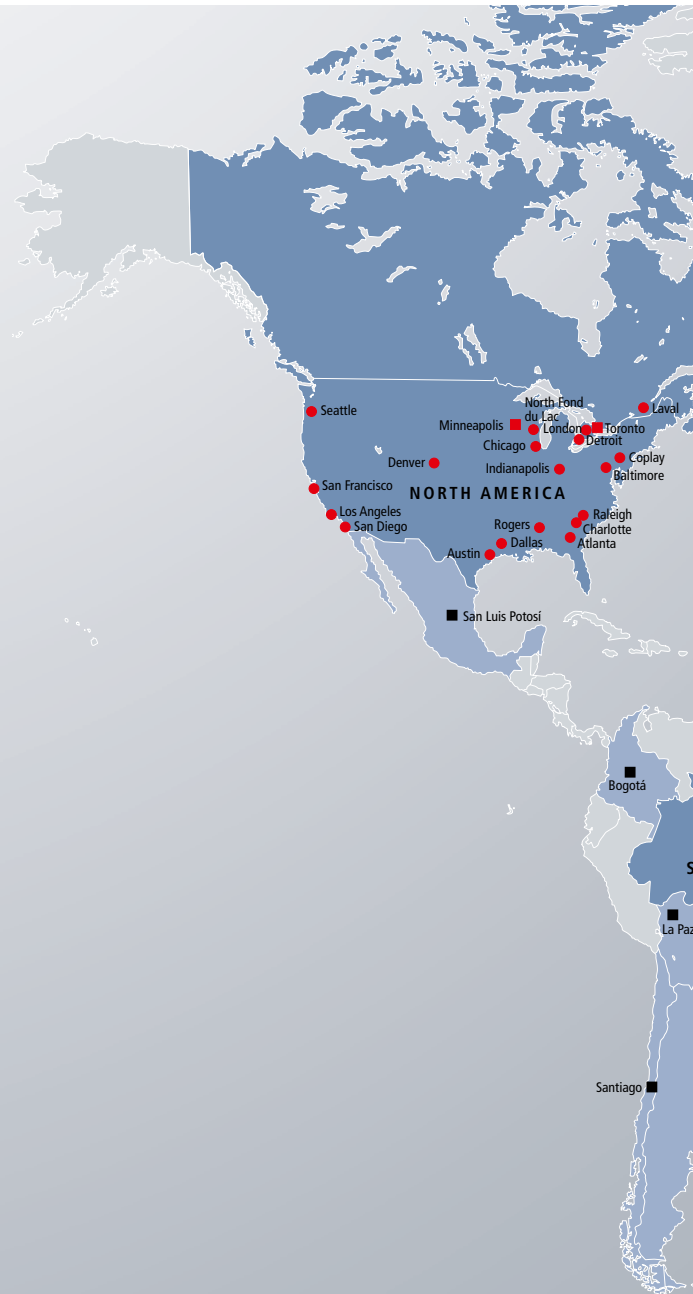 North Fond
du Lac
Laval
Seattle
Minneapolis
London
Toronto
Detroit
Chicago
Coplay
Denver
Indianapolis
Baltimore
San Francisco
NORTH AMERICA
Los Angeles
Raleigh
San Diego
Rogers
Charlotte
Dallas
Atlanta
Austin
San Luis Potosí
Bogotá
S
La Paz
Santiago